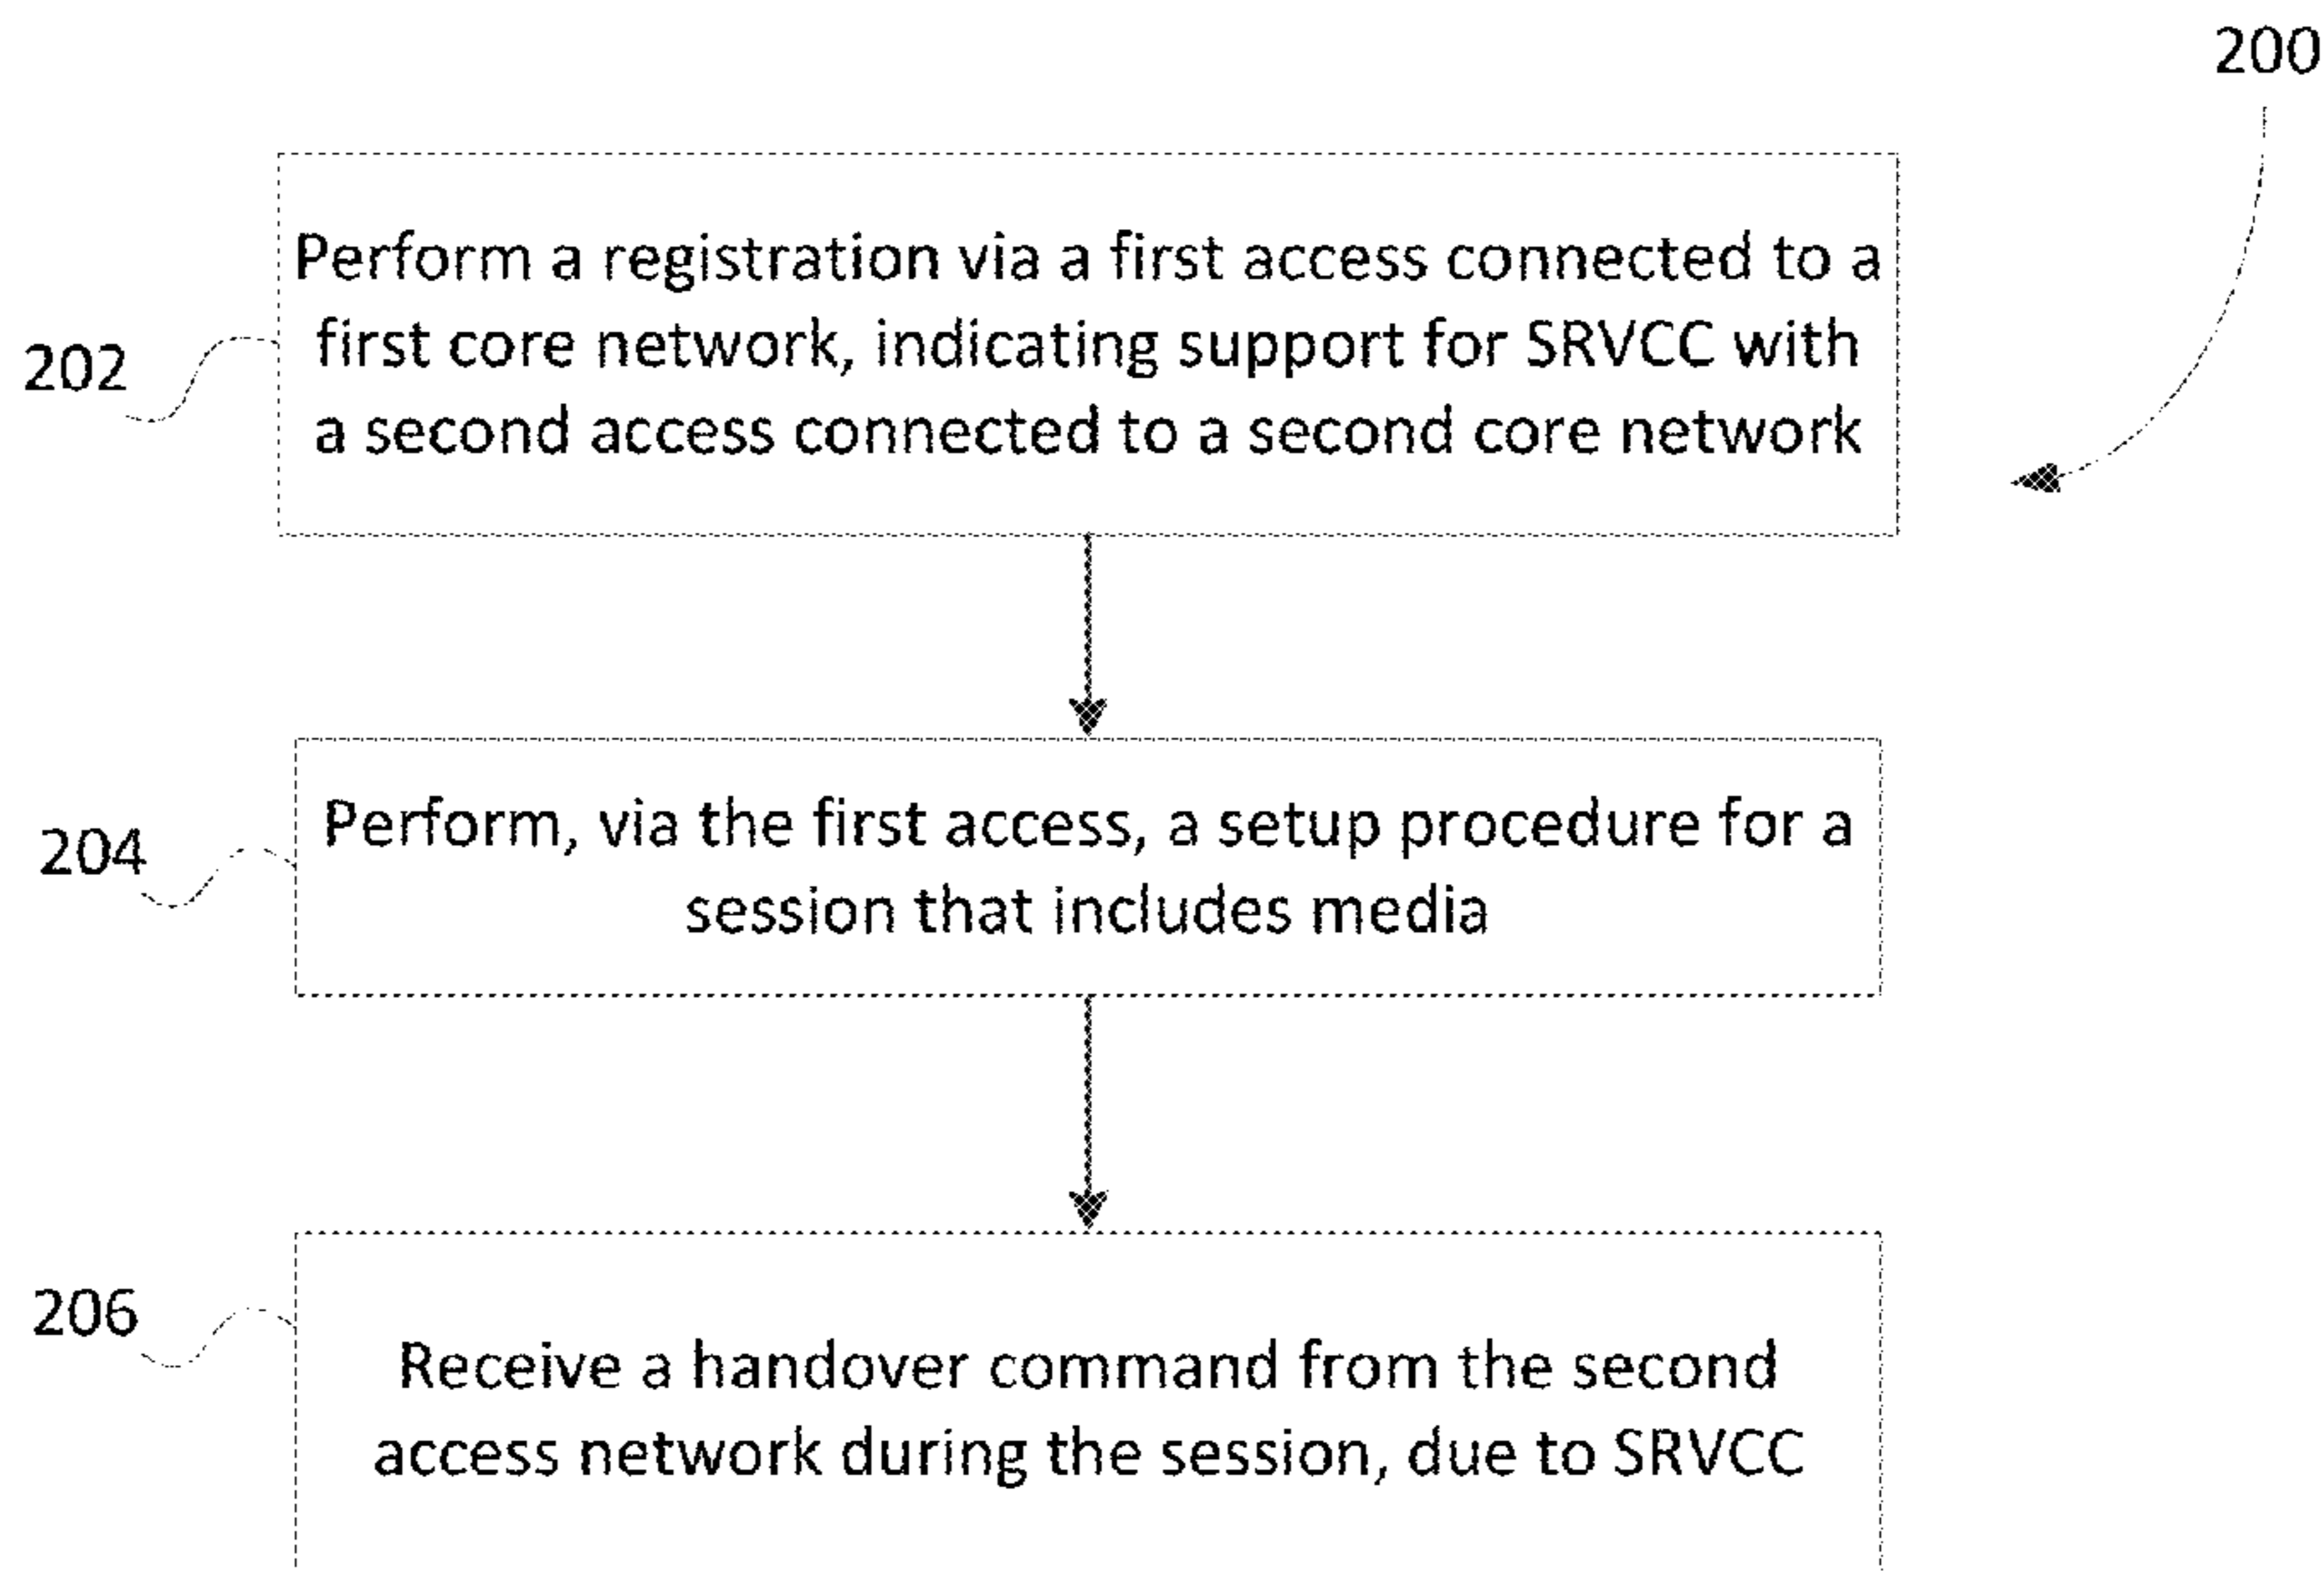 200
Perform a registration via a first access connected to a
first core network, indicating support for SRVCC with
a second access connected to a second core network
202
Perform, via the first access, a setup procedure for a
session that includes media
204
206
Receive a handover command from the second
access network during the session, due to SRVCC